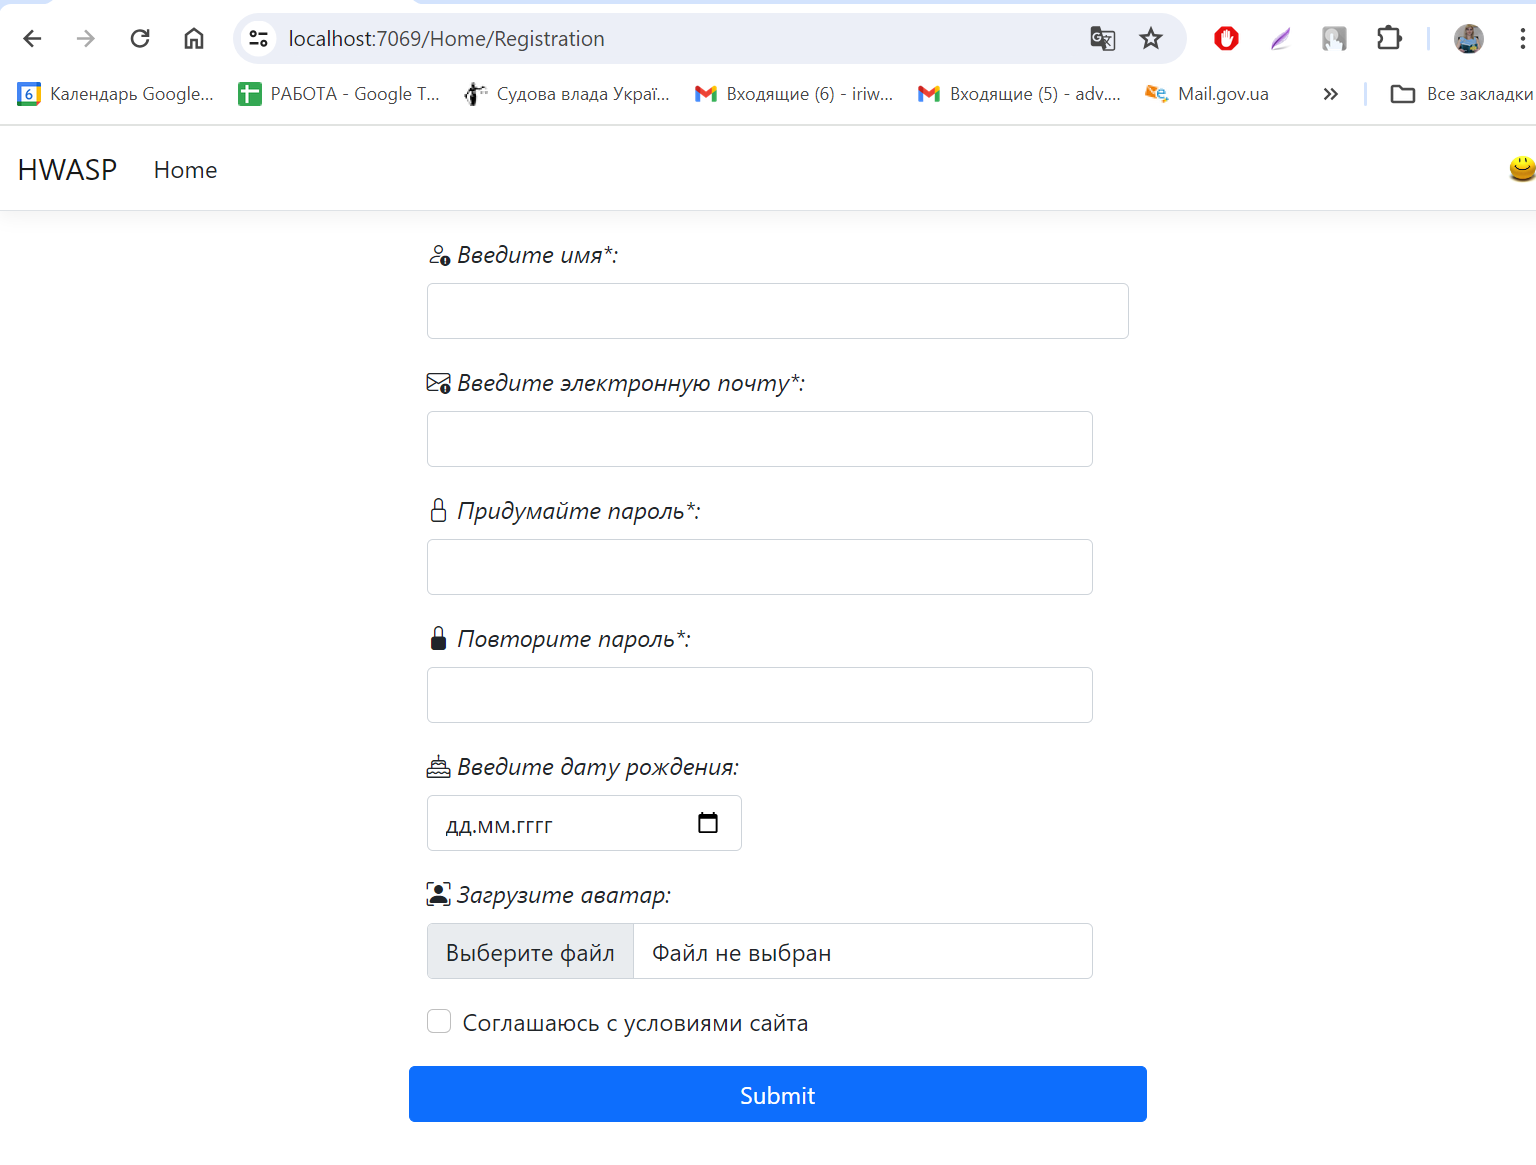 localhost:7069/Home/Registration
6 Календарь Google... РАБОТА - Google Т... Судова влада Украї... Входящие (6) - iriw... Входящие (5) - adv.... Mail.gov.ua » Все закладки
HWASP Home
Введите имя*:
Введите электронную почту*:
Придумайте пароль*:
Повторите пароль*:
Введите дату рождения:
дд.мм.гггг
Загрузите аватар:
Выберите файл Файл не выбран
Соглашаюсь с условиями сайта
Submit